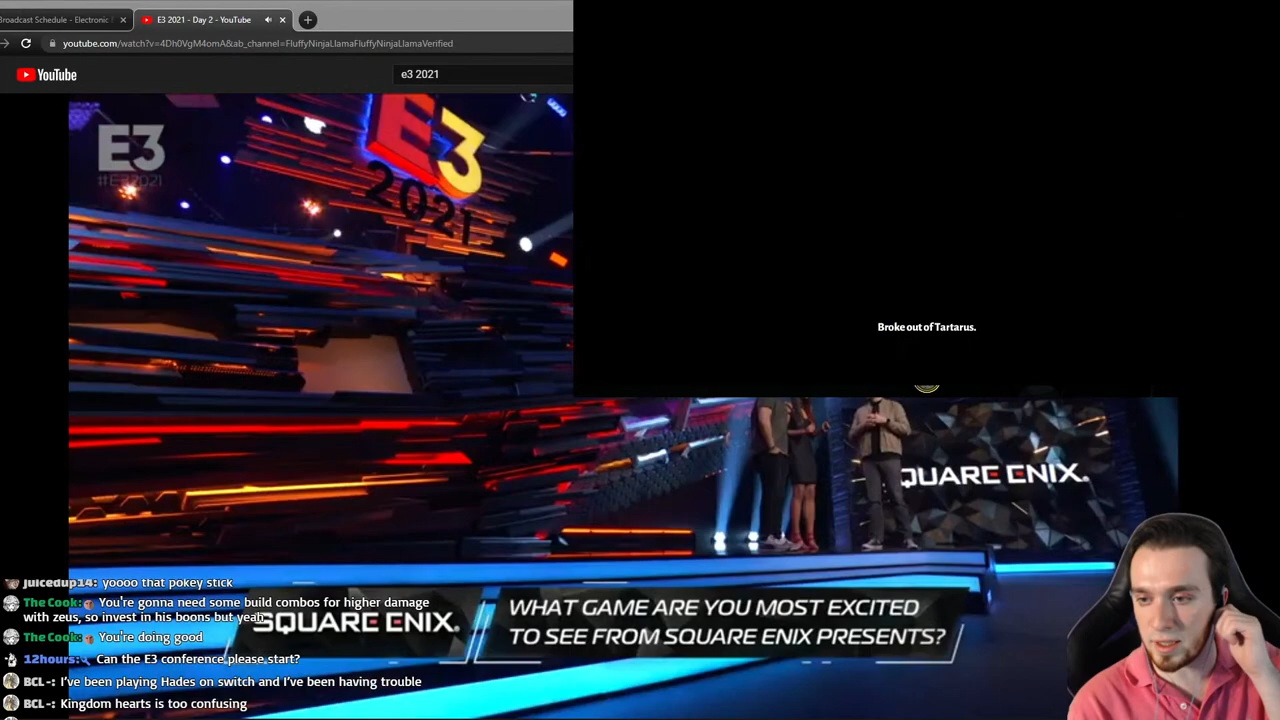 Broadcast Schedule - Electronic
E3 2021 - Day 2 - YouTube
youtube.com/watch?v=4Dh0VgM4omA&ab_channel=FluffyNinjaLlamaFluffyNinjaLlamaVerified
YouTube
e3 2021
E3
#E32021
E3
2021
Broke out of Tartarus.
SQUARE ENIX.
juicedup14: yoooo that pokey stick
The Cook: You're gonna need some build combos for higher damage
with zeus, so invest in his boons but yeah
The Cook: You're doing good
12hours: Can the E3 conference please start?
BCL-: I've been playing Hades on switch and I've been having trouble
BCL-: Kingdom hearts is too confusing
SQUARE ENIX.
WHAT GAME ARE YOU MOST EXCITED
TO SEE FROM SQUARE ENIX PRESENTS?